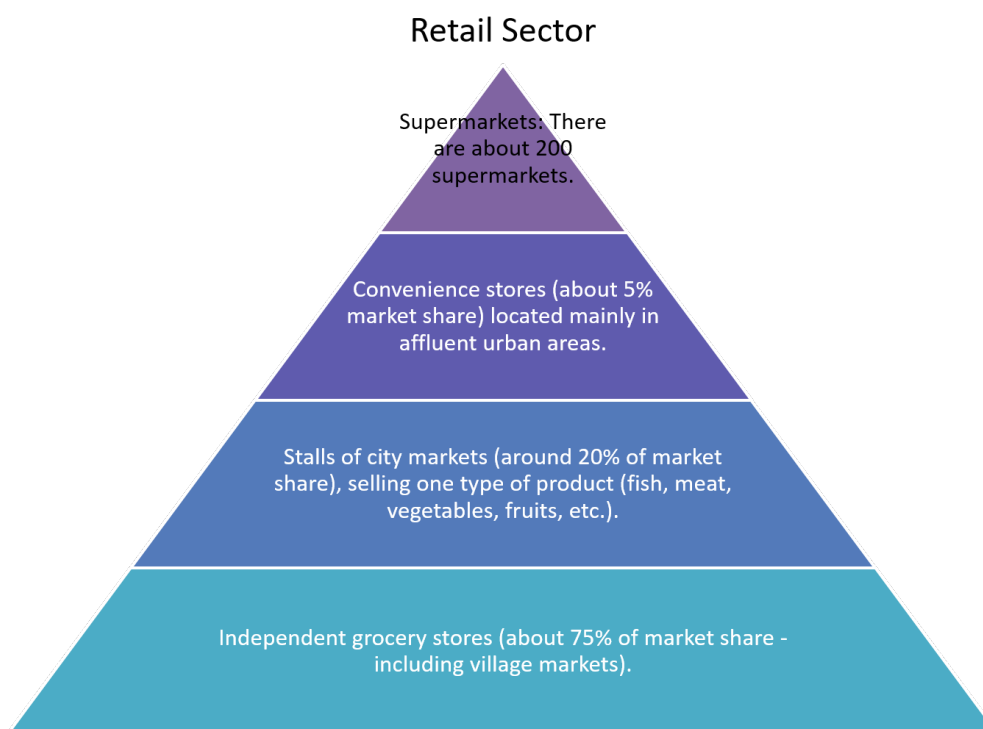 Retail Sector
Supermarkets: There
are about 200
supermarkets.
Convenience stores (about 5%
market share) located mainly in
affluent urban areas.
Stalls of city markets (around 20% of market
share), selling one type of product (fish, meat,
vegetables, fruits, etc.).
Independent grocery stores (about 75% of market share -
including village markets).